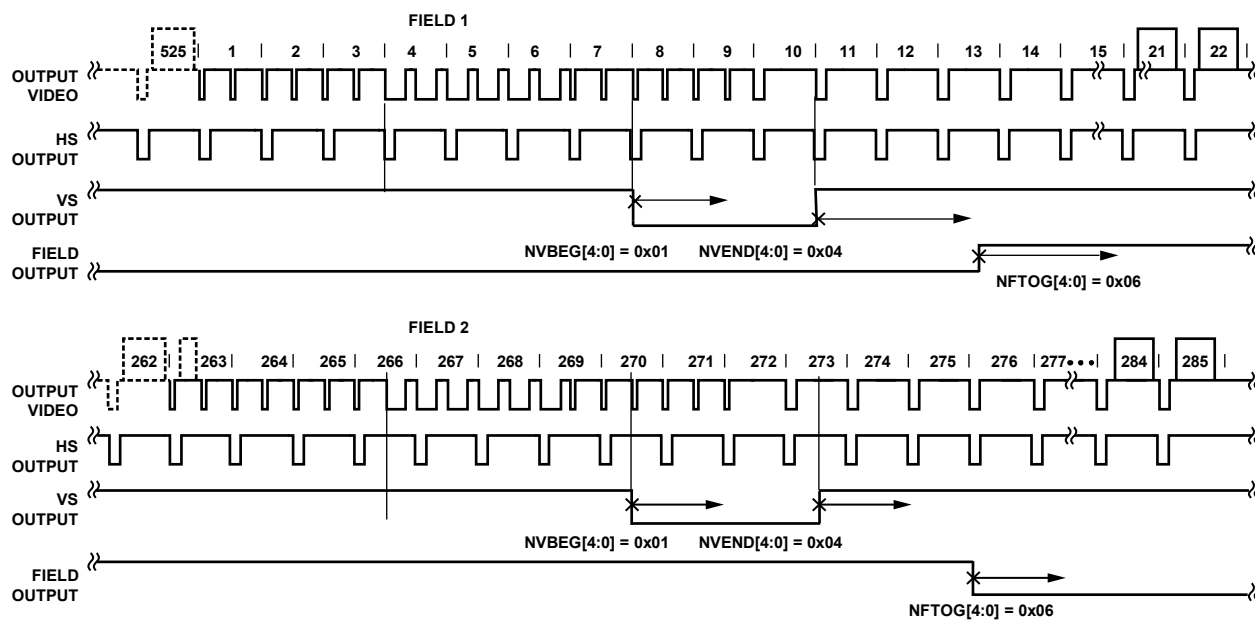 FIELD 1
525 1 2 3 4 5 6 7 8 9 10 11 12 13 14 15 21 22
OUTPUT
VIDEO
HS
OUTPUT
VS
OUTPUT
NVBEG[4:0] = 0x01 NVEND[4:0] = 0x04
FIELD
OUTPUT
NFTOG[4:0] = 0x06
FIELD 2
262 263 264 265 266 267 268 269 270 271 272 273 274 275 276 277 284 285
OUTPUT
VIDEO
HS
OUTPUT
VS
OUTPUT
NVBEG[4:0] = 0x01 NVEND[4:0] = 0x04
FIELD
OUTPUT
NFTOG[4:0] = 0x06